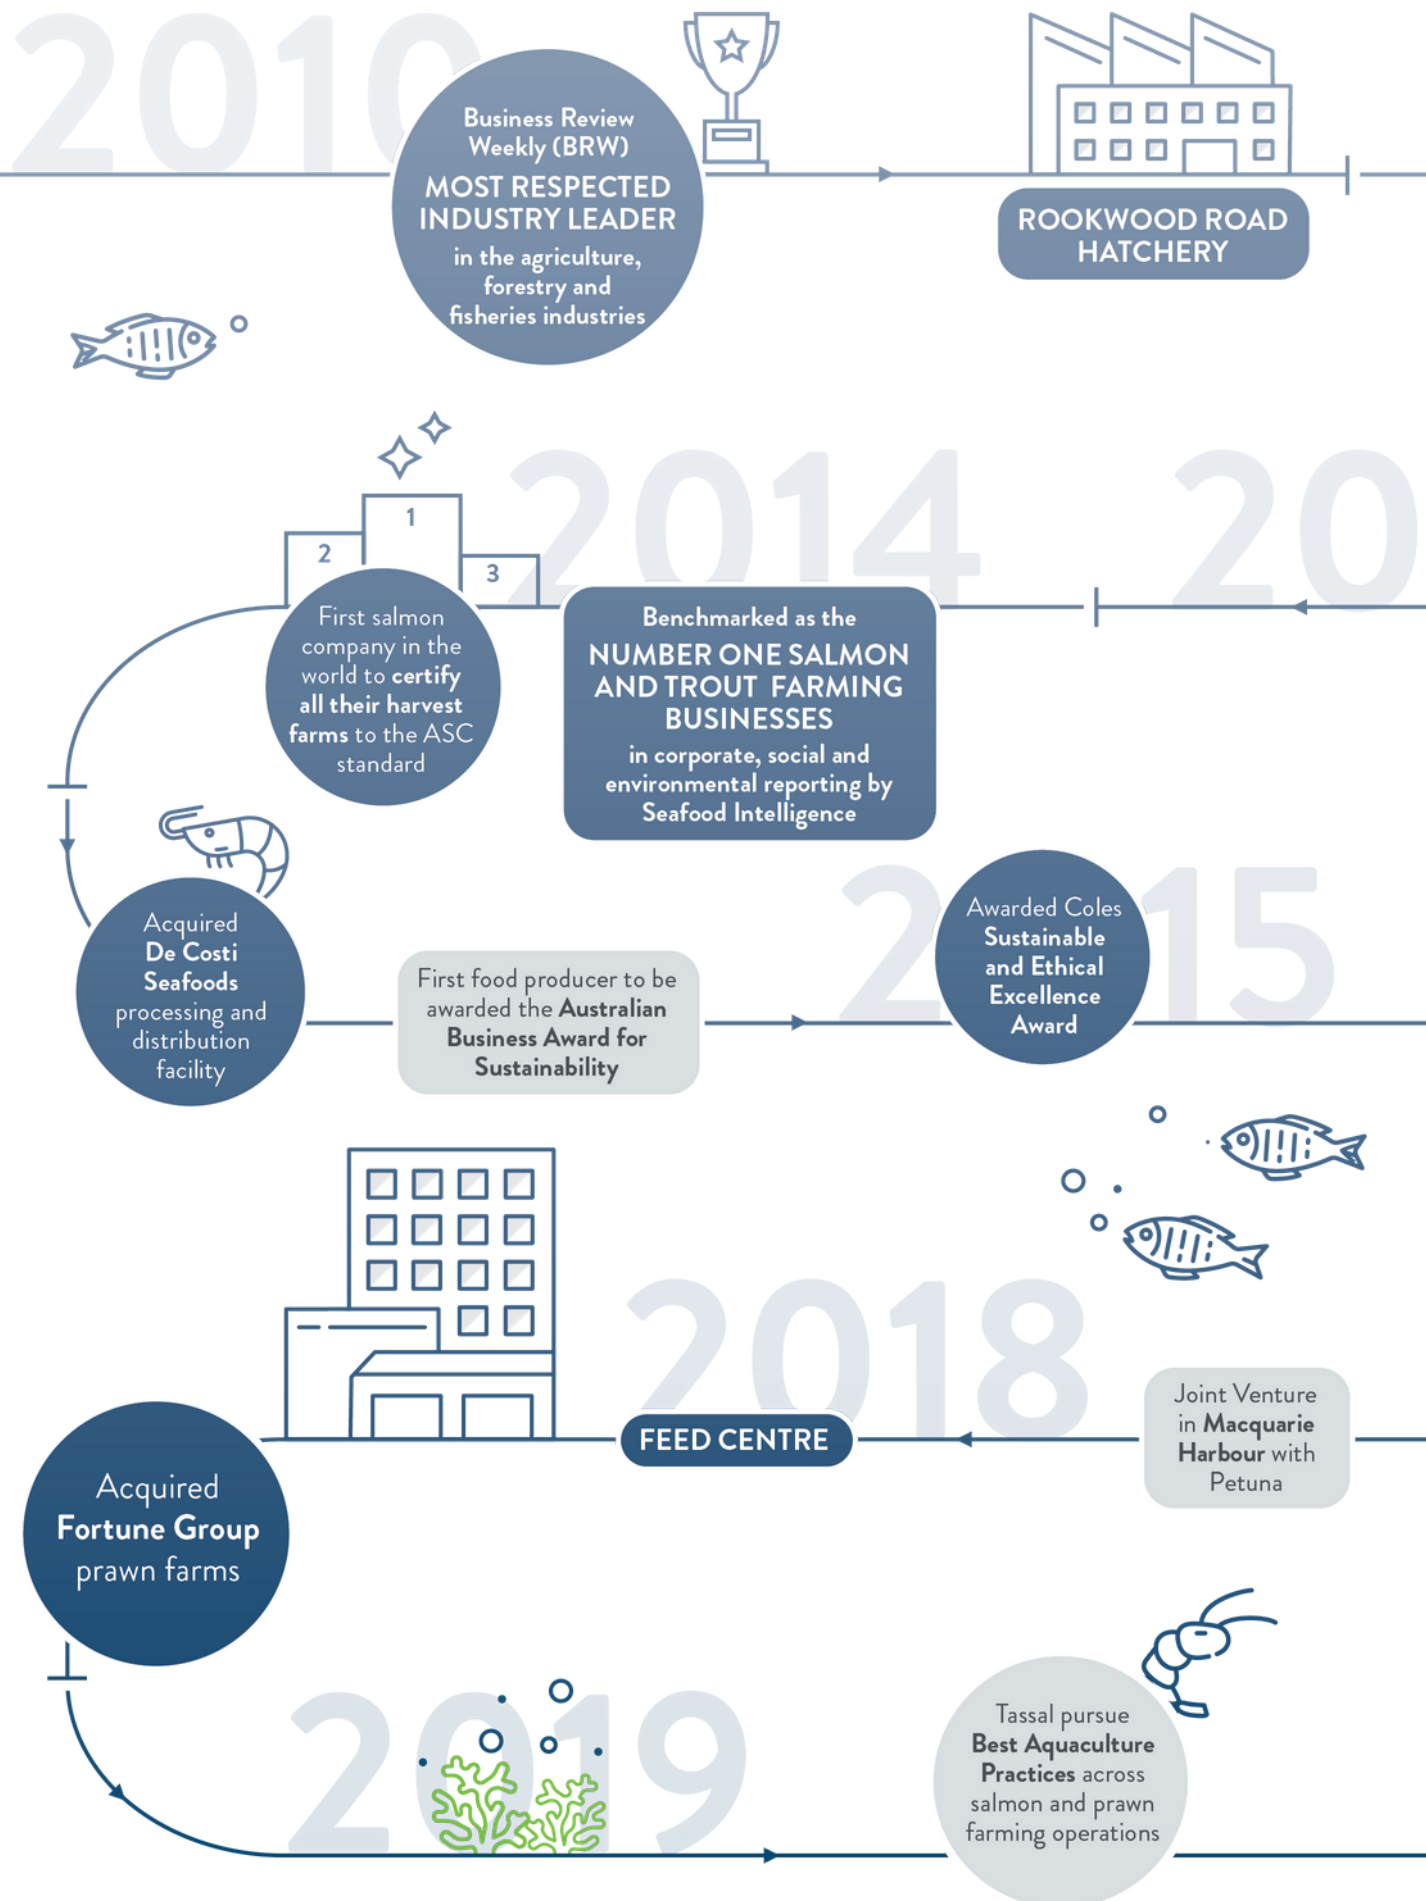 2010
Business Review
Weekly (BRW)
MOST RESPECTED
INDUSTRY LEADER
in the agriculture,
forestry and
fisheries industries
ROOKWOOD ROAD
HATCHERY
20
2014
1
2
3
Benchmarked as the
NUMBER ONE SALMON
AND TROUT FARMING
BUSINESSES
in corporate, social and
environmental reporting by
Seafood Intelligence
First salmon
company in the
world to certify
all their harvest
farms to the ASC
standard
Acquired
De Costi
Seafoods
processing and
distribution
facility
First food producer to be
awarded the Australian
Business Award for
Sustainability
2015
Awarded Coles
Sustainable
and Ethical
Excellence
Award
Joint Venture
in Macquarie
Harbour with
Petuna
2018
FEED CENTRE
Acquired
Fortune Group
prawn farms
2019
Tassal pursue
Best Aquaculture
Practices across
salmon and prawn
farming operations